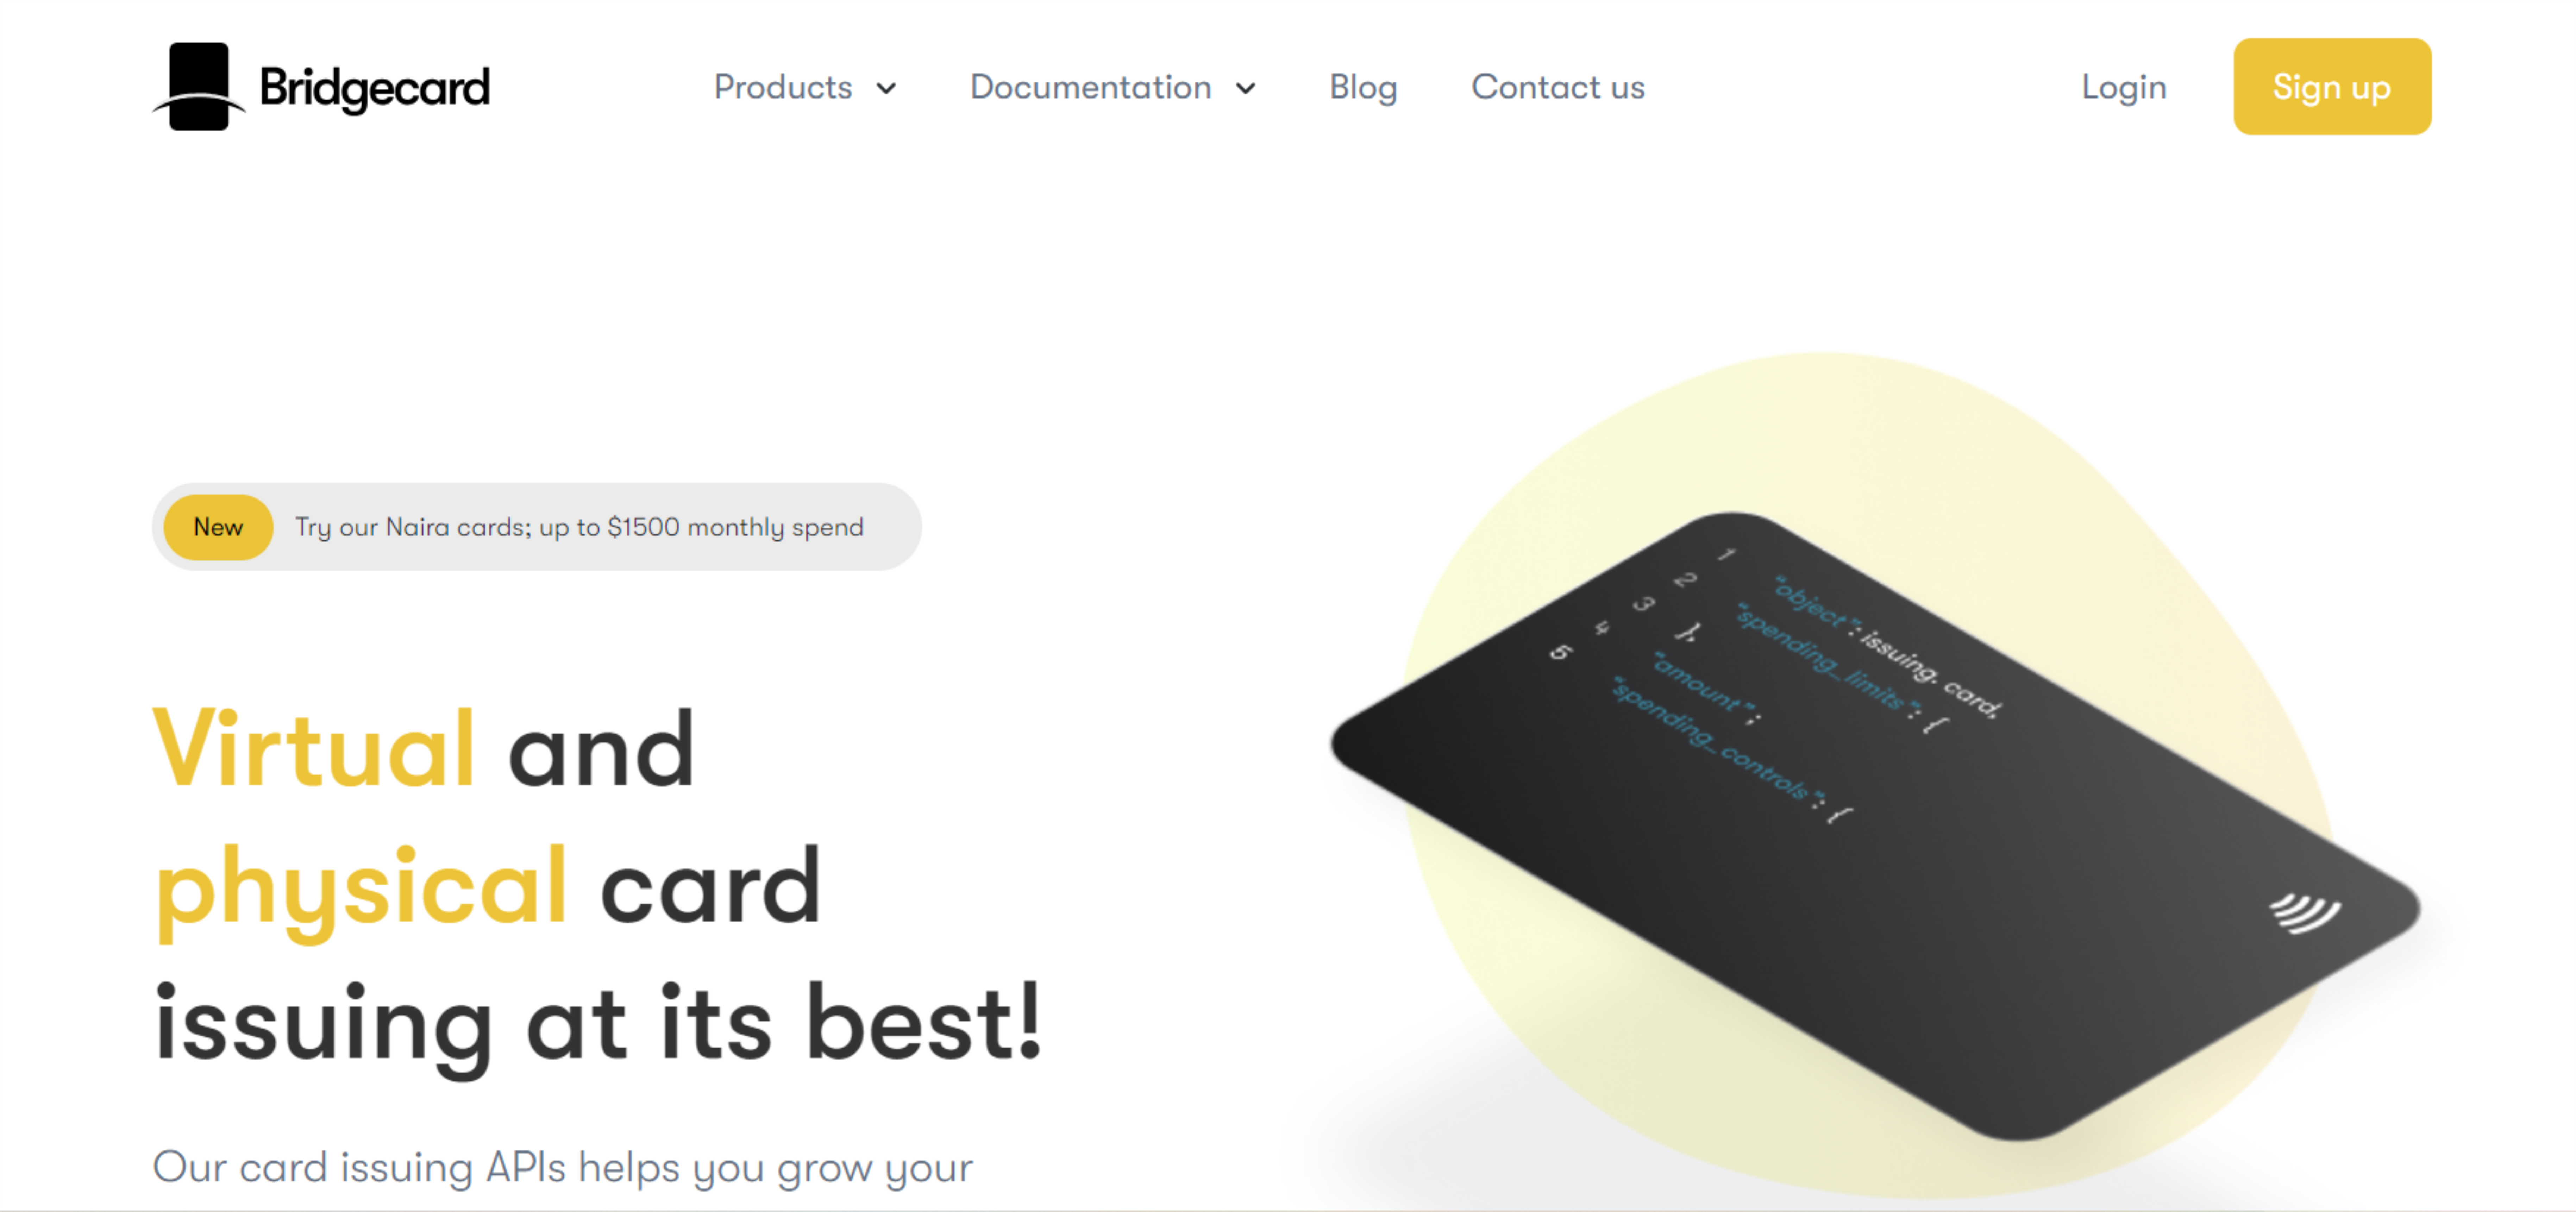 Bridgecard
Products
Documentation
Blog
Contact us
Login
Sign up
New
Try our Naira cards; up to $1500 monthly spend
Virtual and
physical card
issuing at its best!
Our card issuing APIs helps you grow your
1 "object": issuing. card,
2 "spending_limits": {
3 },
4 "amount";
5 "spending_controls": {